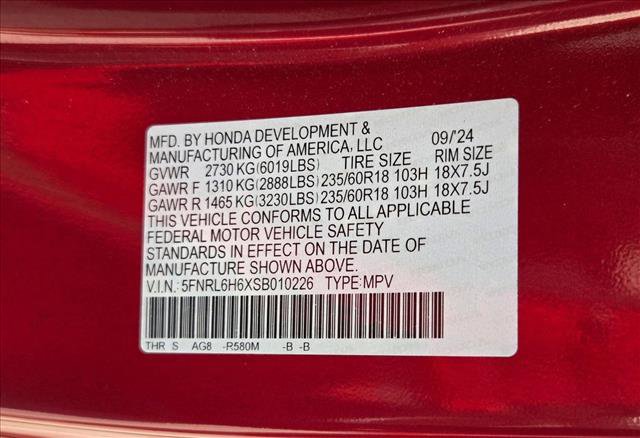 MFD. BY HONDA DEVELOPMENT &
MANUFACTURING OF AMERICA, LLC 09/'24
GVWR 2730 KG(6019LBS) TIRE SIZE RIM SIZE
GAWR F 1310 KG(2888LBS) 235/60R18 103H 18X7.5J
GAWR R 1465 KG(3230LBS) 235/60R18 103H 18X7.5J
THIS VEHICLE CONFORMS TO ALL APPLICABLE
FEDERAL MOTOR VEHICLE SAFETY
STANDARDS IN EFFECT ON THE DATE OF
MANUFACTURE SHOWN ABOVE.
V.I.N.: 5FNRL6H6XSB010226 TYPE:MPV
THR S AG8 -R580M -B -B